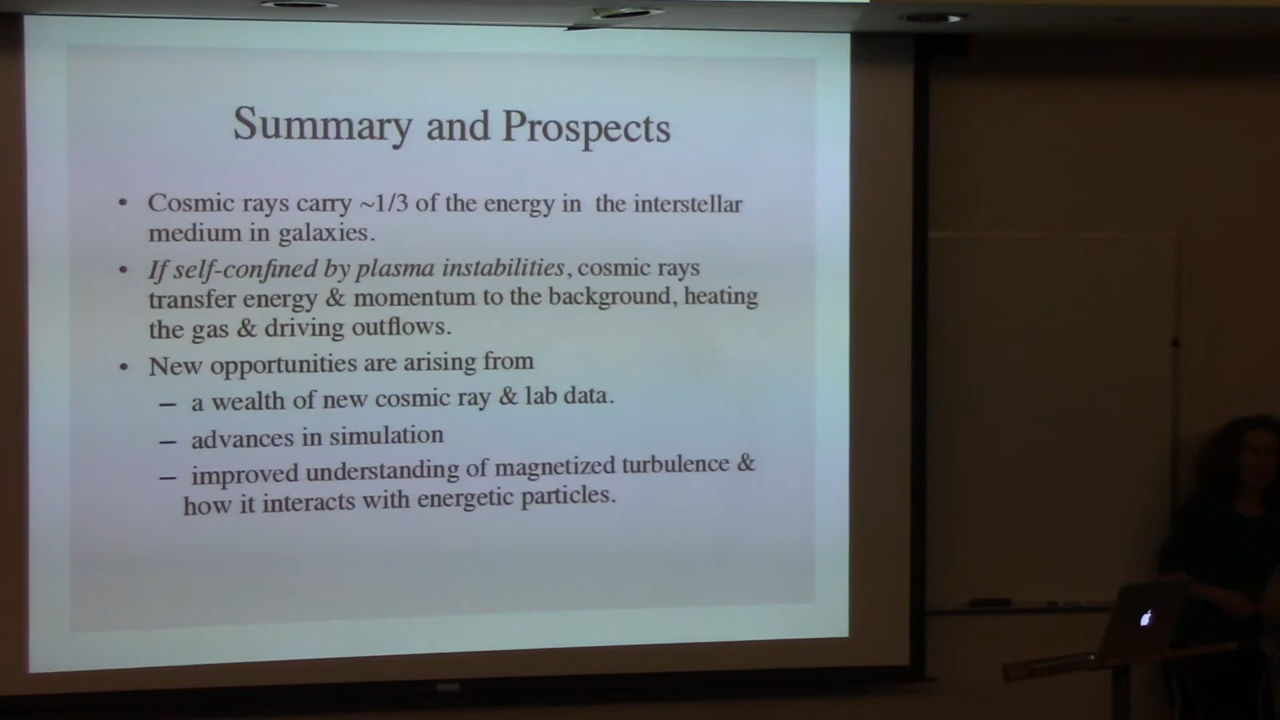 Summary and Prospects
• Cosmic rays carry ~1/3 of the energy in the interstellar
medium in galaxies.
• If self-confined by plasma instabilities, cosmic rays
transfer energy & momentum to the background, heating
the gas & driving outflows.
• New opportunities are arising from
– a wealth of new cosmic ray & lab data.
– advances in simulation
– improved understanding of magnetized turbulence &
how it interacts with energetic particles.